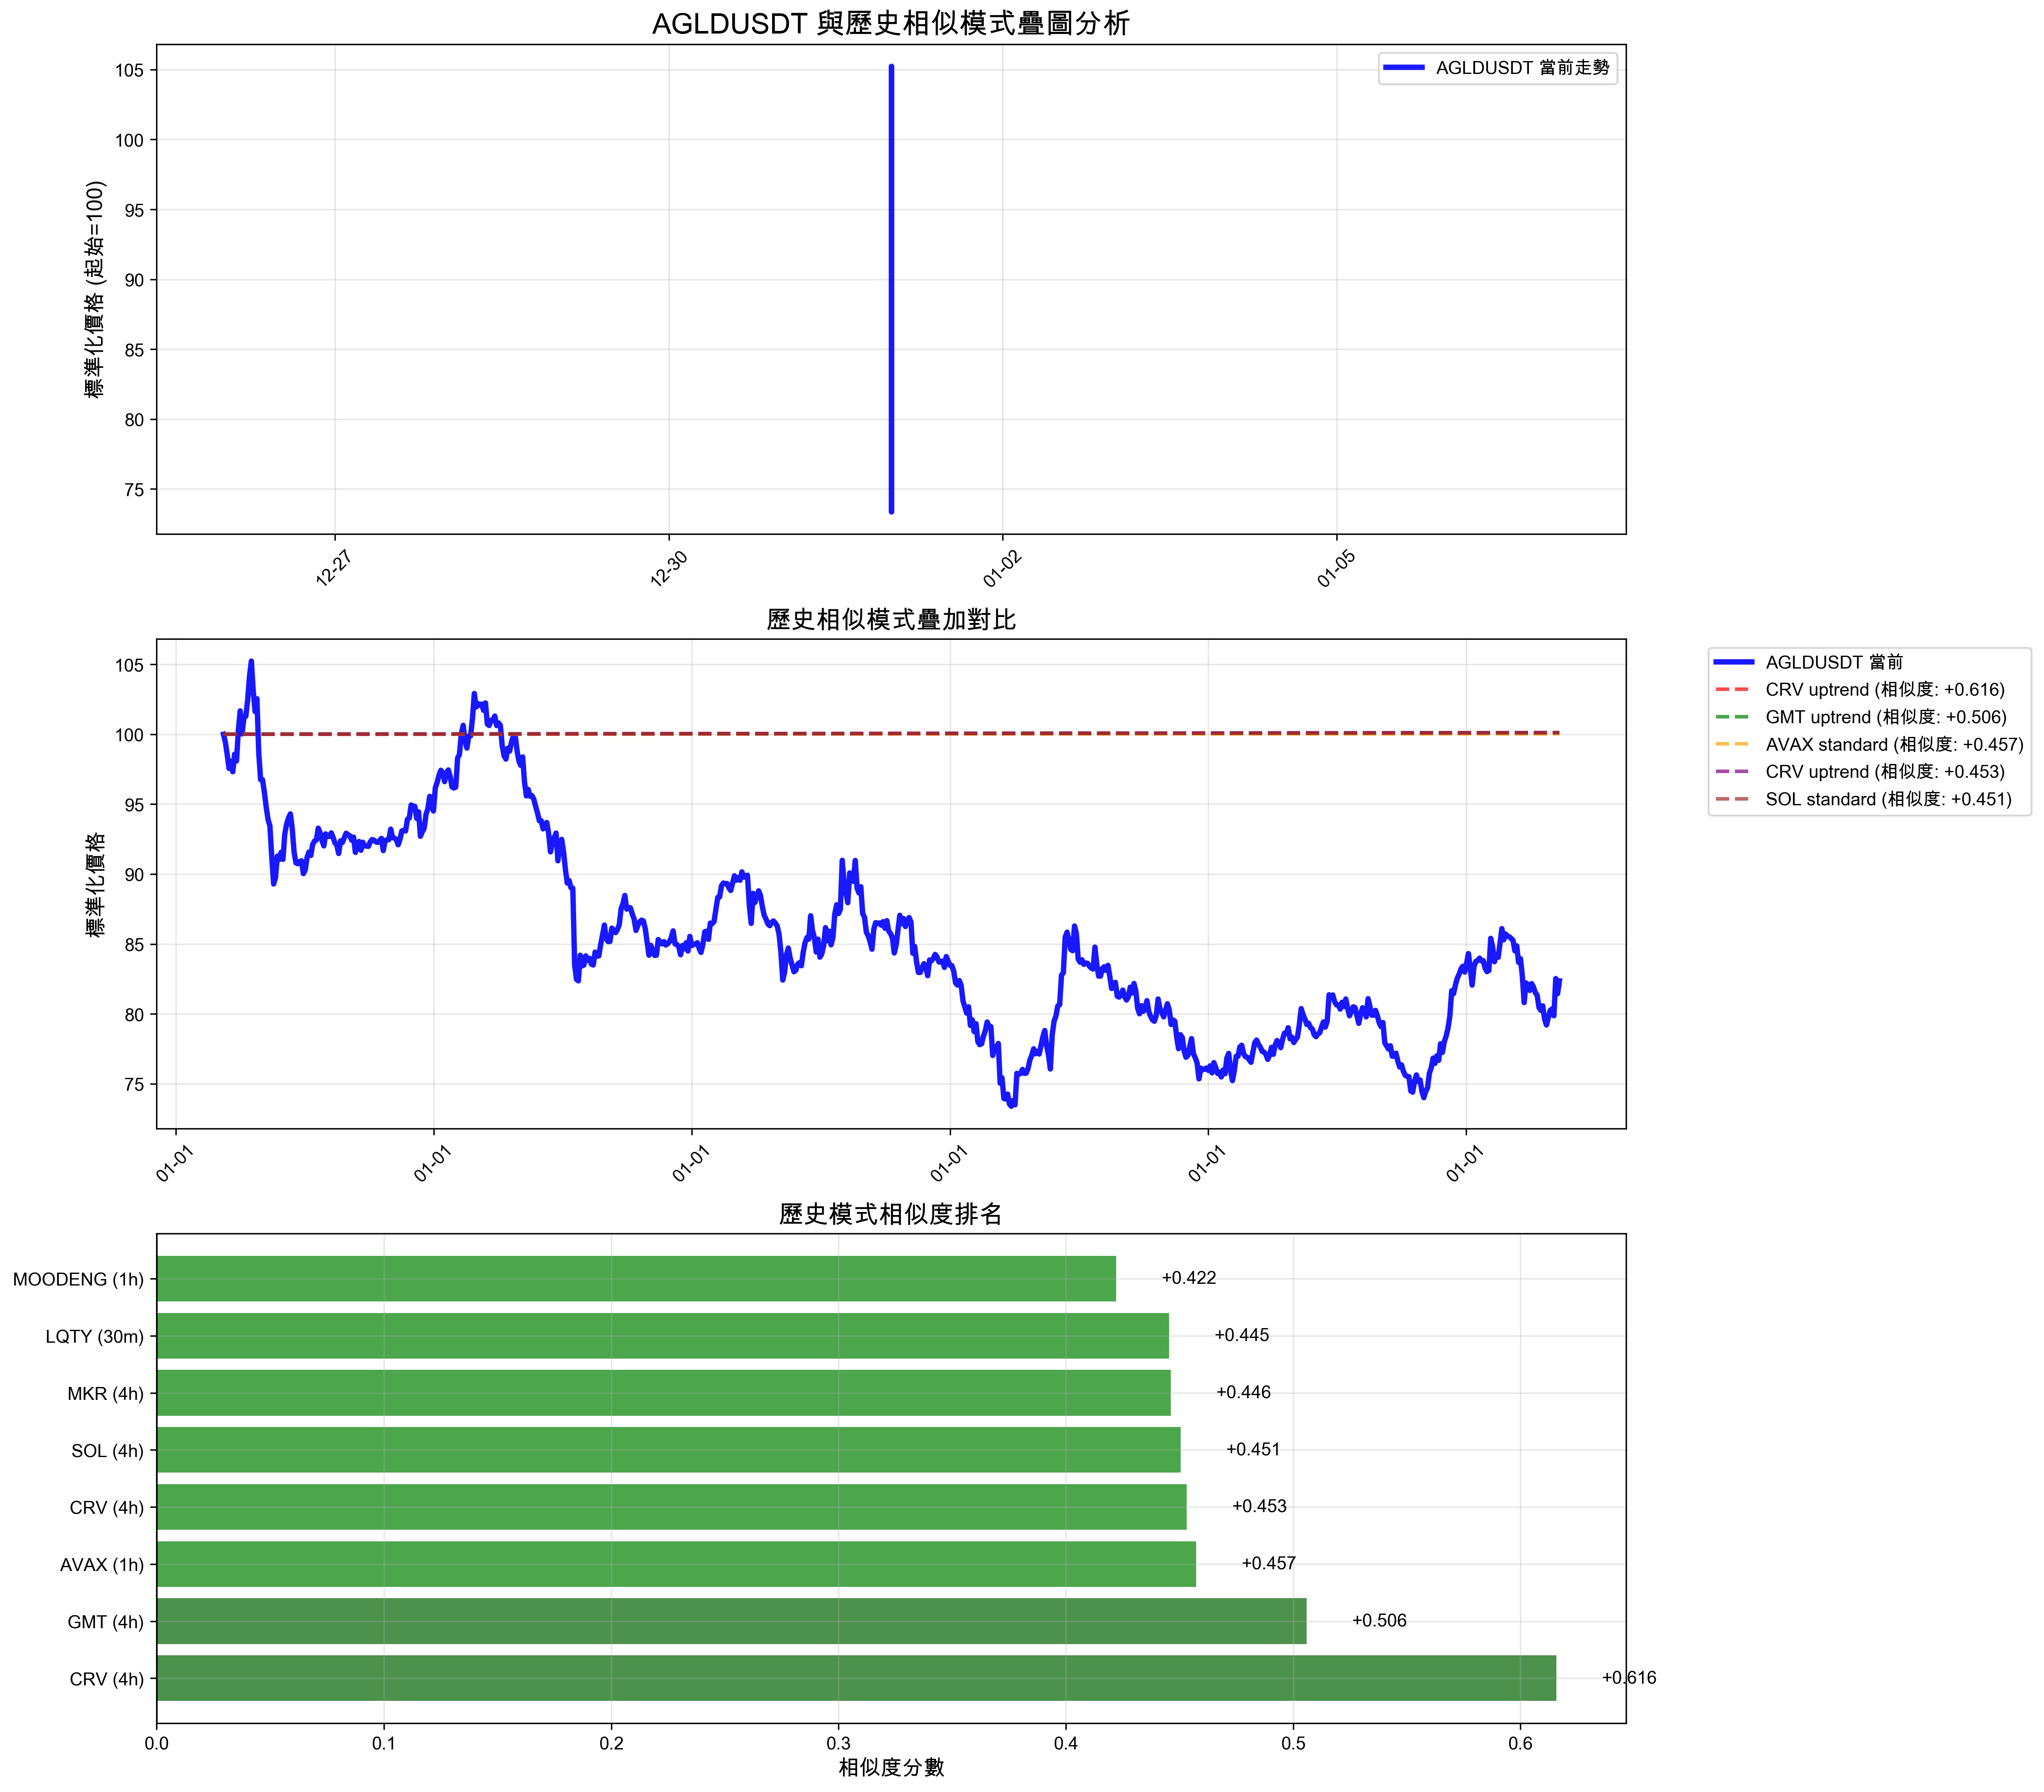 AGLDUSDT 與歷史相似模式疊圖分析
AGLDUSDT 當前走勢
標準化價格 (起始=100)
105
100
95
90
85
80
75
12-27
12-30
01-02
01-05
歷史相似模式疊加對比
標準化價格
105
100
95
90
85
80
75
01-01
01-01
01-01
01-01
01-01
01-01
AGLDUSDT 當前
CRV uptrend (相似度: +0.616)
GMT uptrend (相似度: +0.506)
AVAX standard (相似度: +0.457)
CRV uptrend (相似度: +0.453)
SOL standard (相似度: +0.451)
歷史模式相似度排名
MOODENG (1h) +0.422
LQTY (30m) +0.445
MKR (4h) +0.446
SOL (4h) +0.451
CRV (4h) +0.453
AVAX (1h) +0.457
GMT (4h) +0.506
CRV (4h) +0.616
0.0 0.1 0.2 0.3 0.4 0.5 0.6
相似度分數